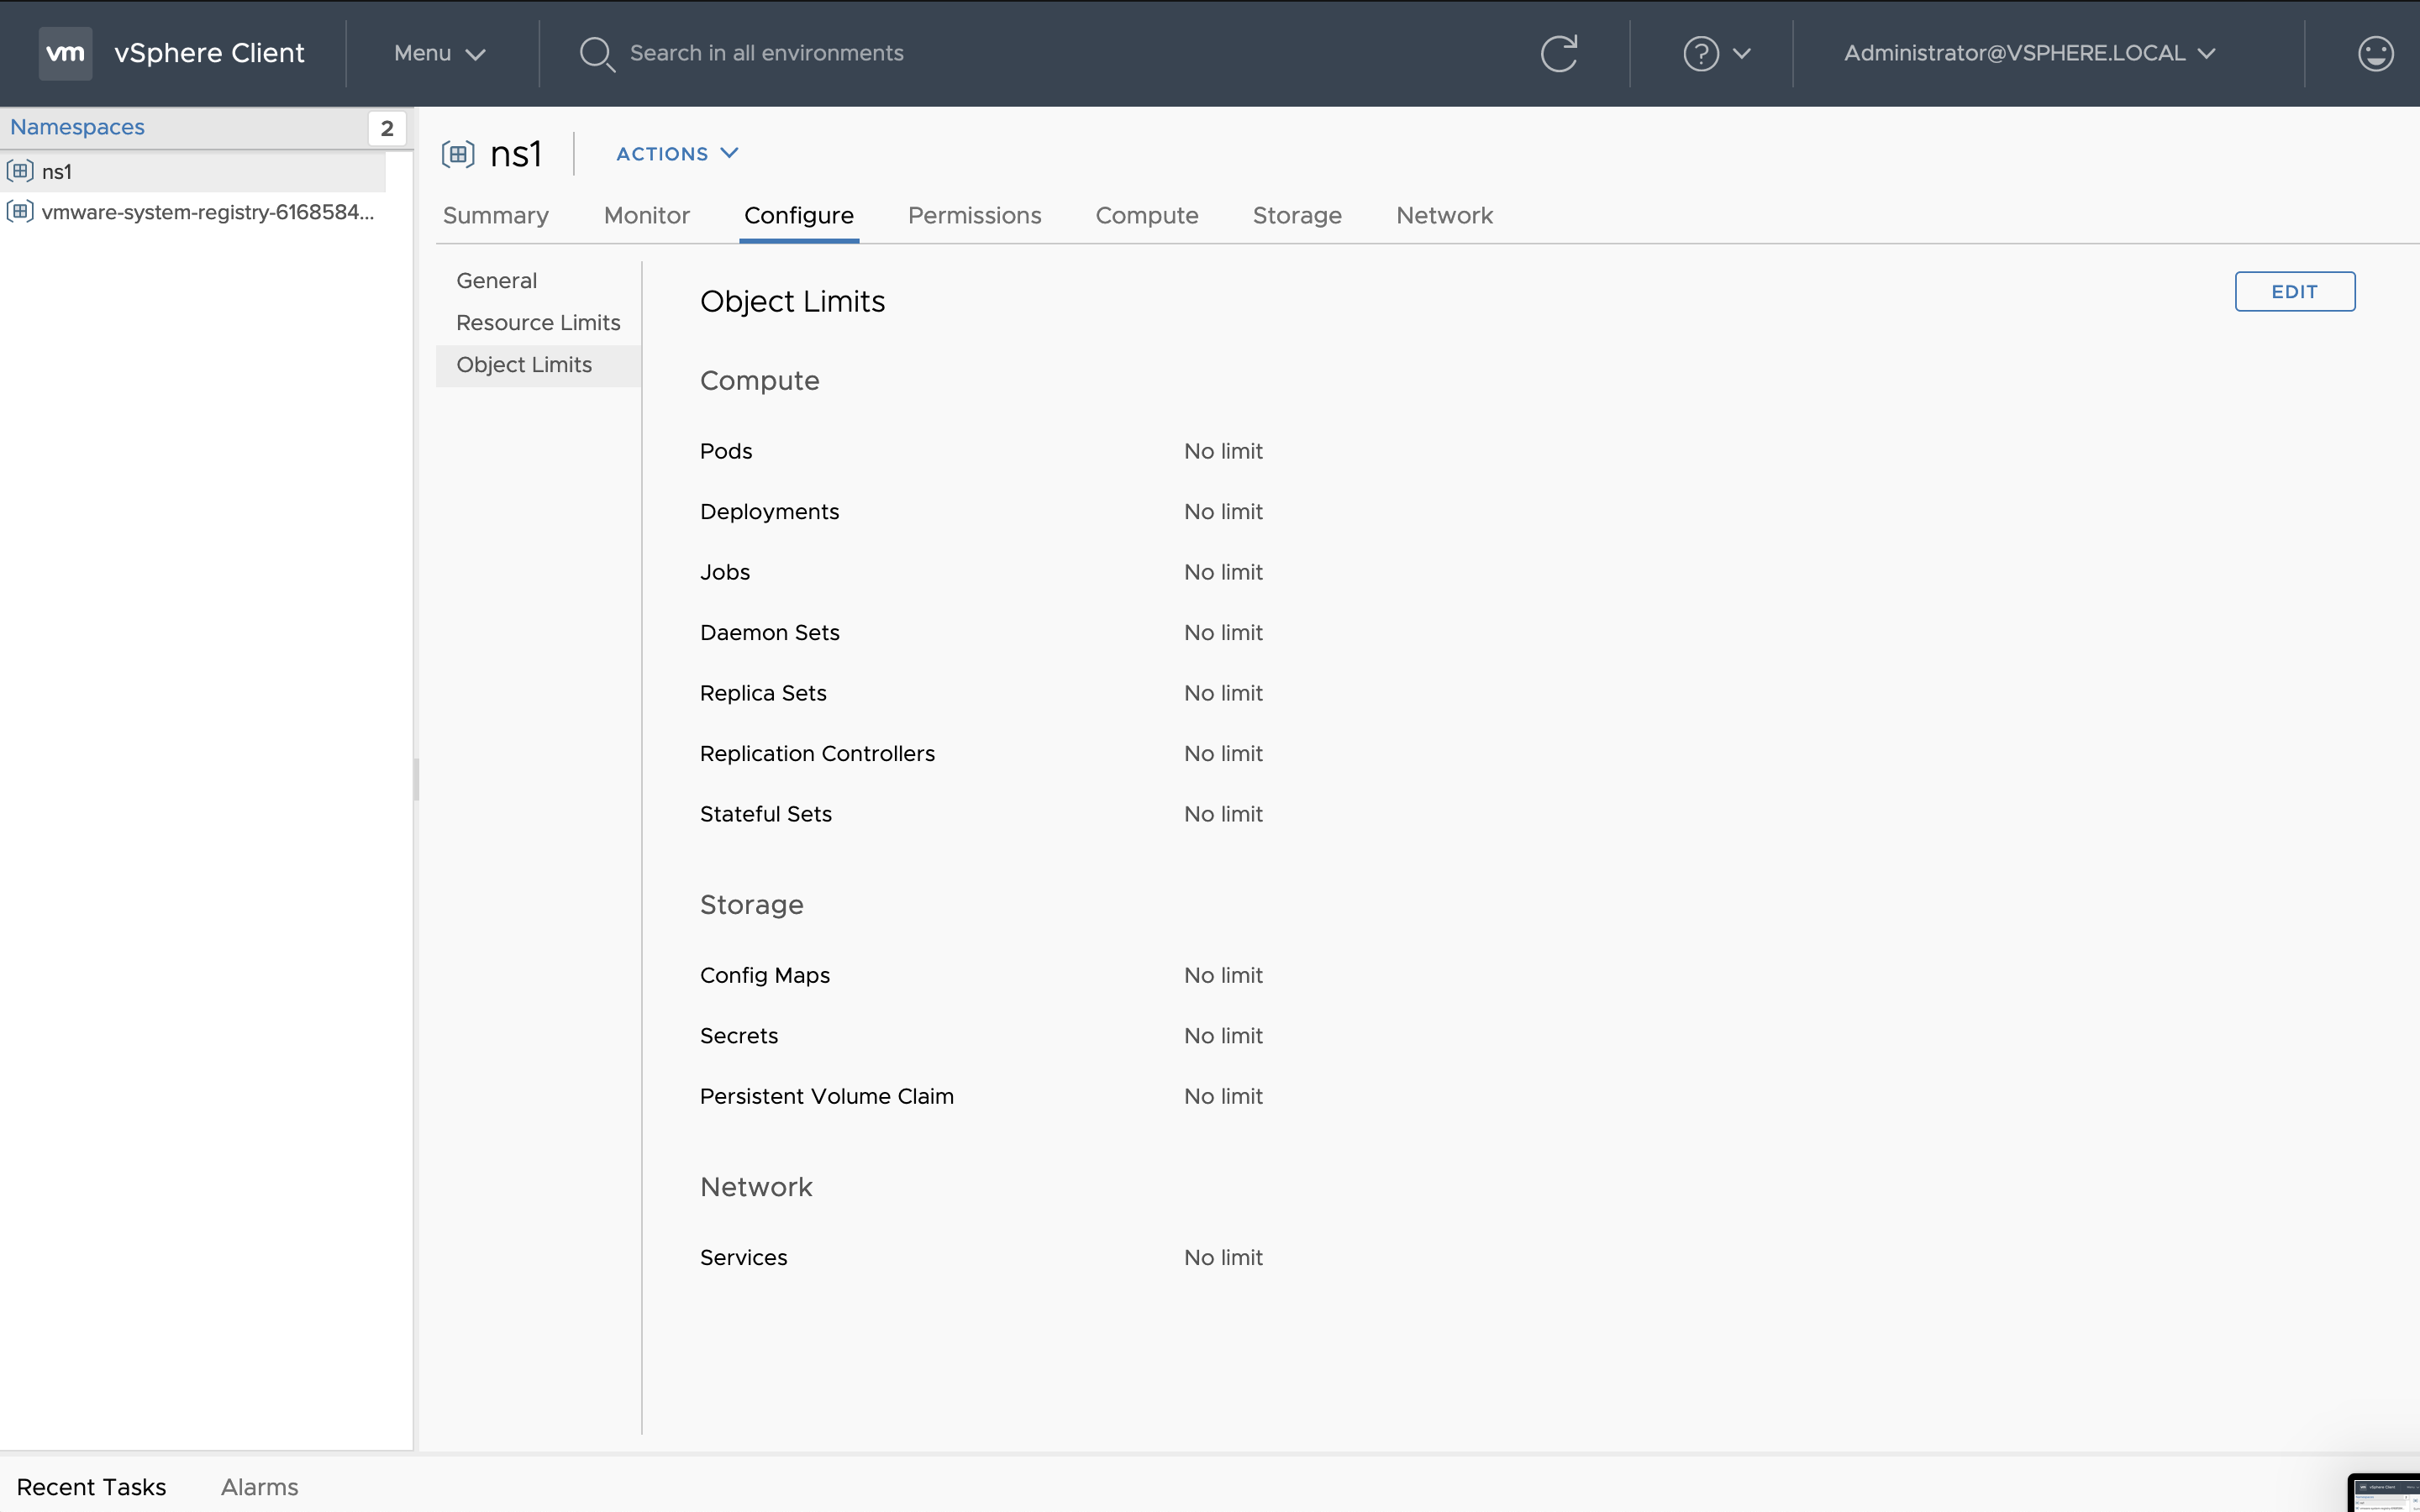 vm vSphere Client Menu Search in all environments ? Administrator@VSPHERE.LOCAL
Namespaces 2
ns1
vmware-system-registry-6168584...
ns1 ACTIONS
Summary Monitor Configure Permissions Compute Storage Network
General
Resource Limits
Object Limits
Object Limits EDIT
Compute
Pods No limit
Deployments No limit
Jobs No limit
Daemon Sets No limit
Replica Sets No limit
Replication Controllers No limit
Stateful Sets No limit
Storage
Config Maps No limit
Secrets No limit
Persistent Volume Claim No limit
Network
Services No limit
Recent Tasks Alarms